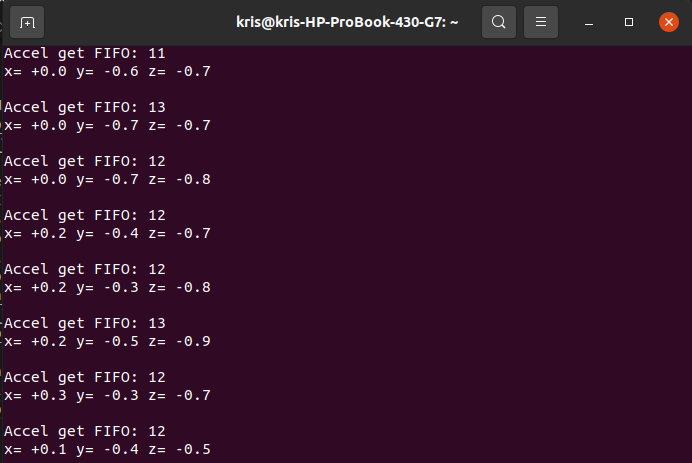 kris@kris-HP-ProBook-430-G7: ~
Accel get FIFO: 11
x= +0.0 y= -0.6 z= -0.7
Accel get FIFO: 13
x= +0.0 y= -0.7 z= -0.7
Accel get FIFO: 12
x= +0.0 y= -0.7 z= -0.8
Accel get FIFO: 12
x= +0.2 y= -0.4 z= -0.7
Accel get FIFO: 12
x= +0.2 y= -0.3 z= -0.8
Accel get FIFO: 13
x= +0.2 y= -0.5 z= -0.9
Accel get FIFO: 12
x= +0.3 y= -0.3 z= -0.7
Accel get FIFO: 12
x= +0.1 y= -0.4 z= -0.5